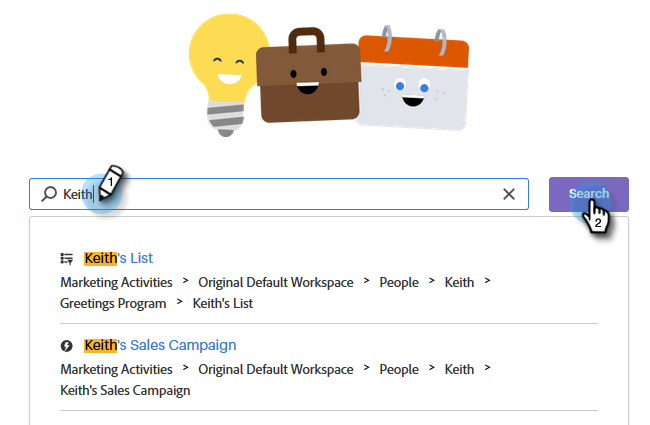 Keith
1
Search
2
Keith's List
Marketing Activities > Original Default Workspace > People > Keith >
Greetings Program > Keith's List
Keith's Sales Campaign
Marketing Activities > Original Default Workspace > People > Keith >
Keith's Sales Campaign